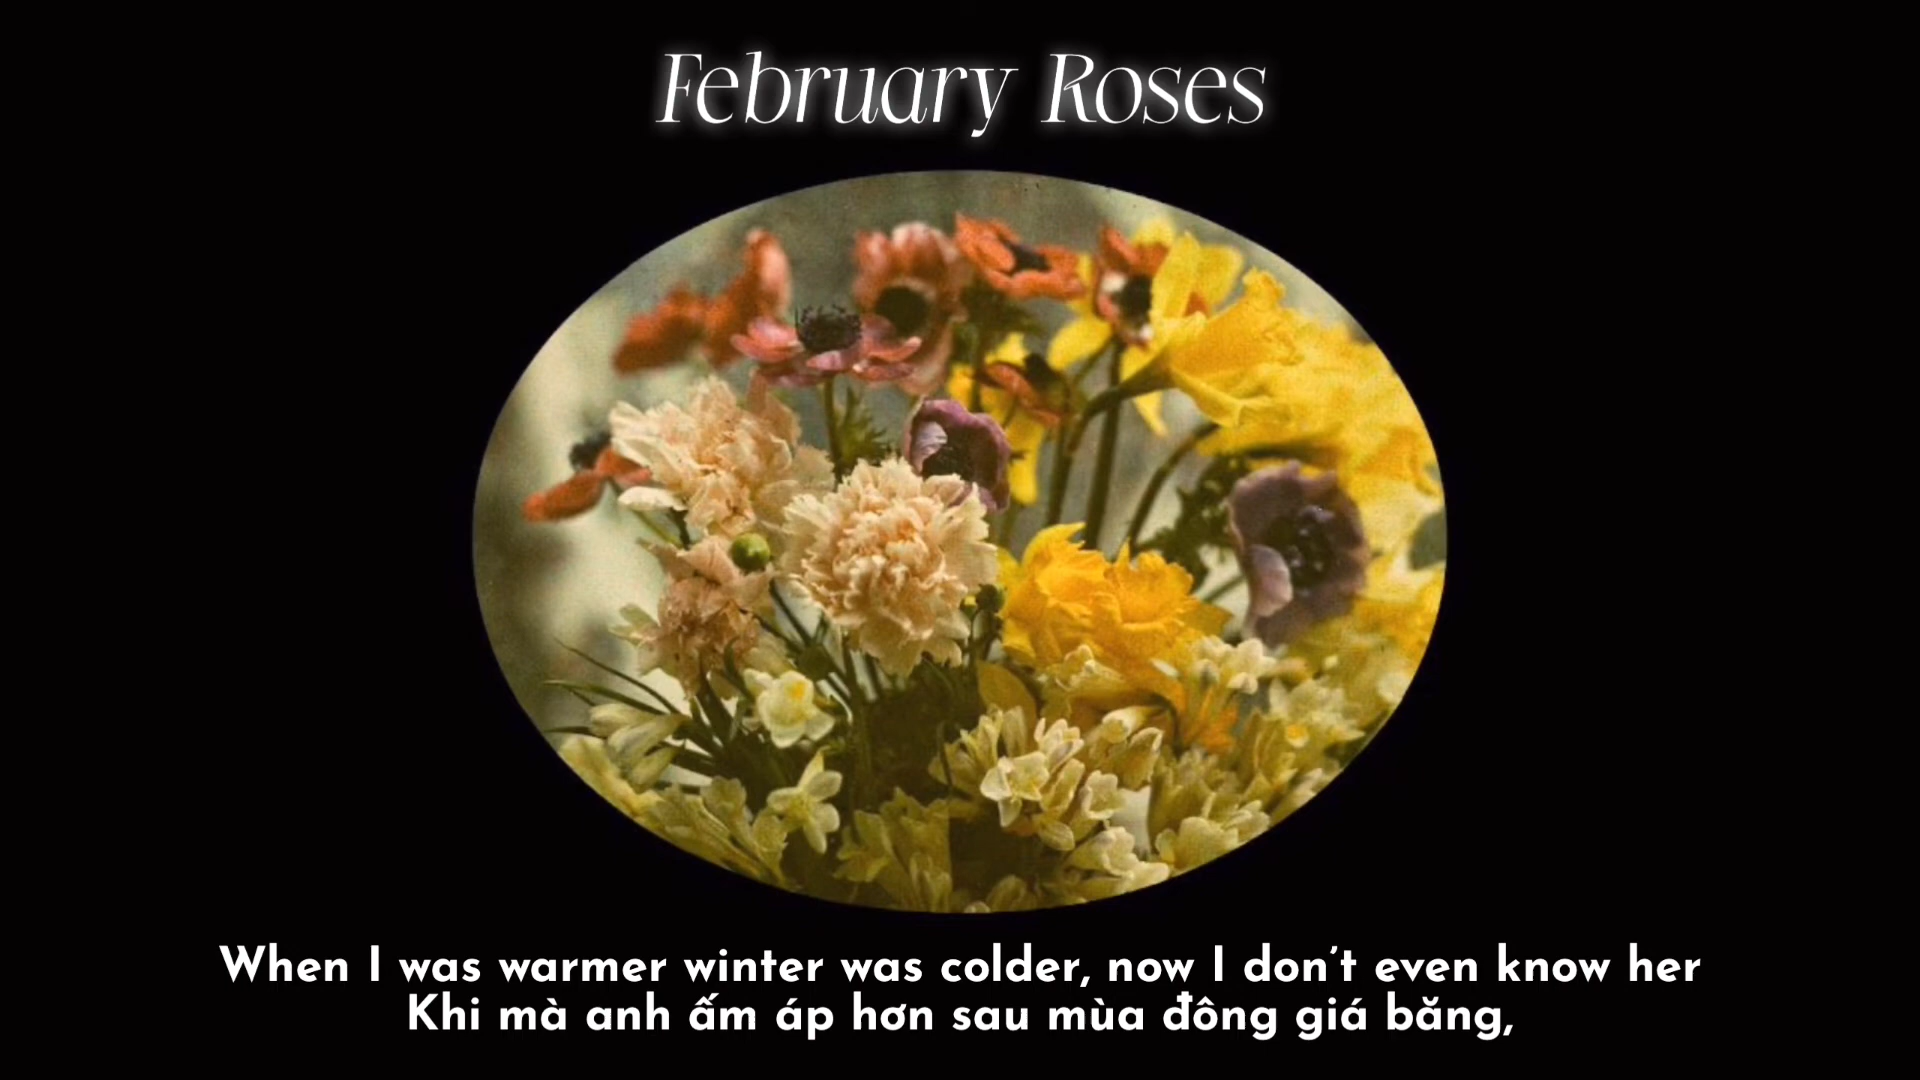 February Roses
When I was warmer winter was colder, now I don’t even know her
Khi mà anh ấm áp hơn sau mùa đông giá băng,